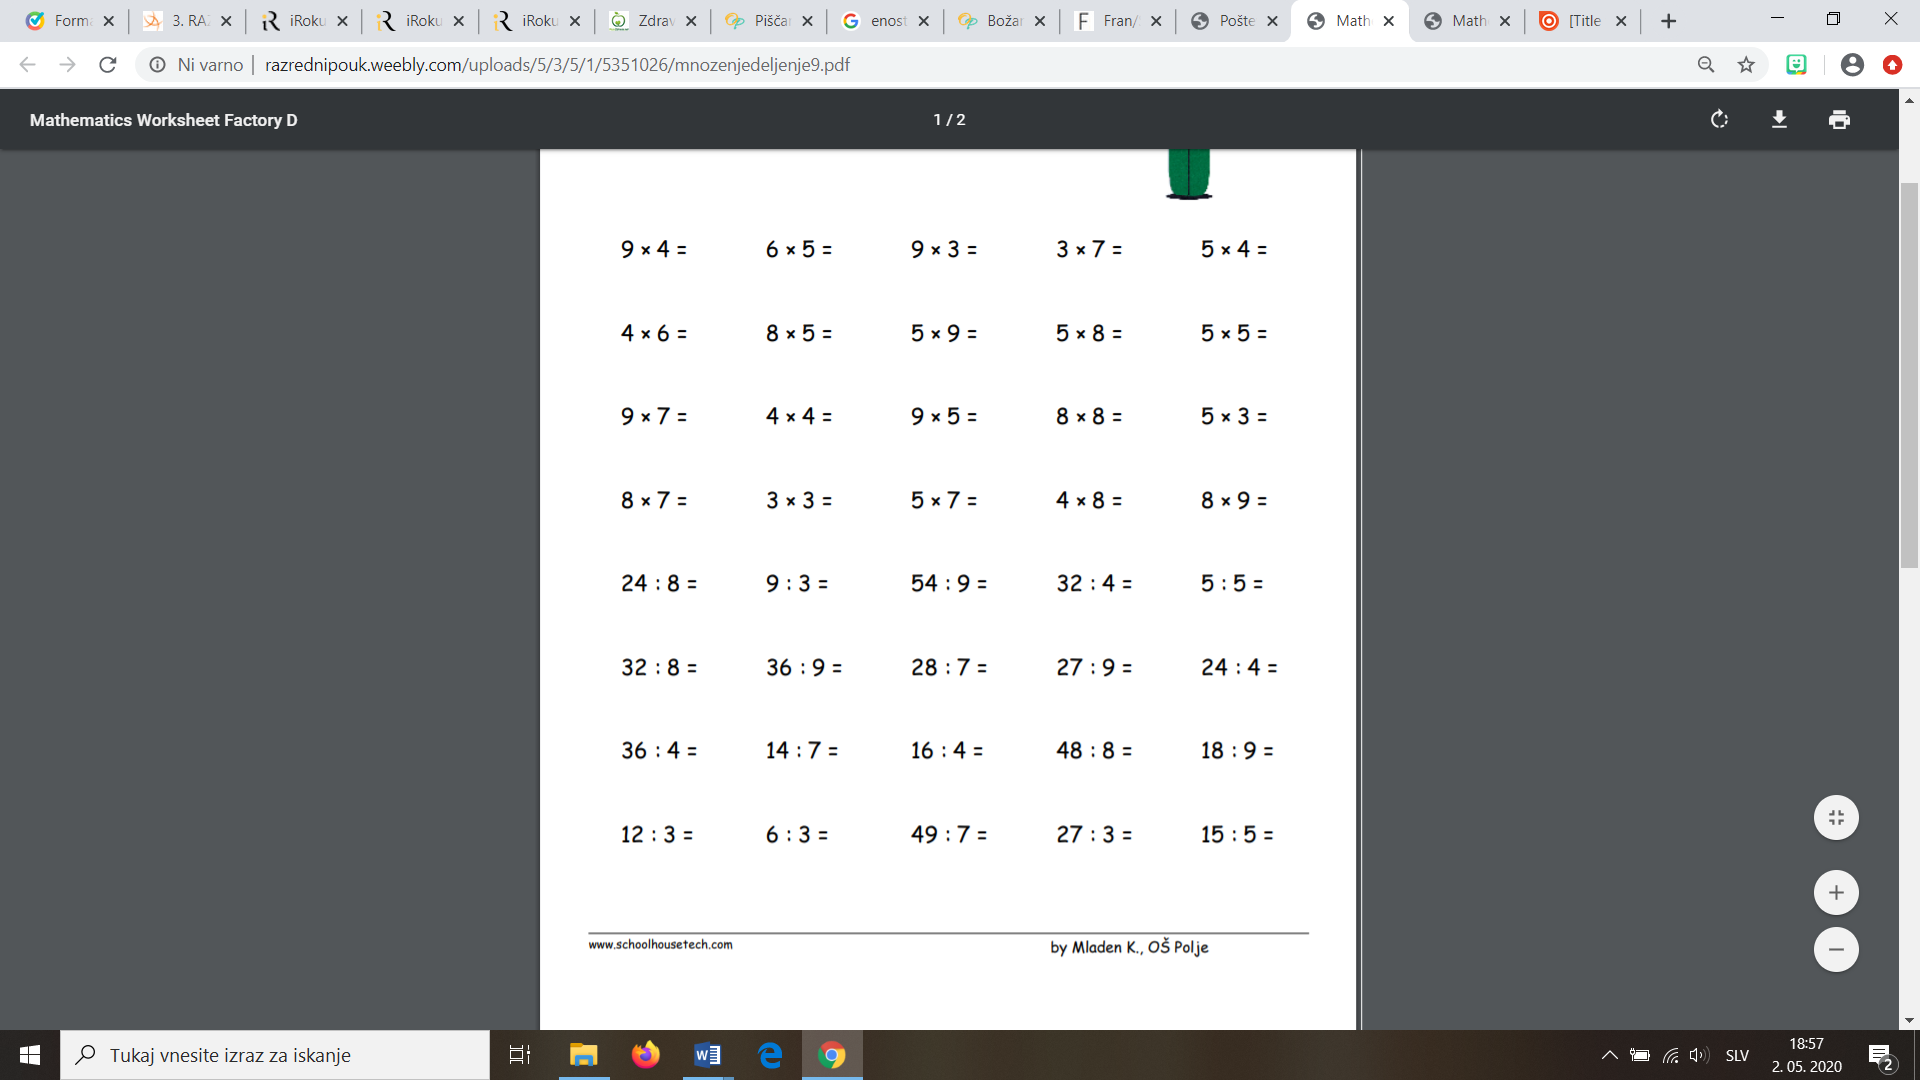 Forma 3. RAZ iRoku iRoku iRoku Zdrav Piščan enost Božan Fran/ Pošte Math Math [Title
Ni varno | razrednipouk.weebly.com/uploads/5/3/5/1/5351026/mnozenjedeljenje9.pdf
Mathematics Worksheet Factory D 1 / 2
9 × 4 = 6 × 5 = 9 × 3 = 3 × 7 = 5 × 4 =
4 × 6 = 8 × 5 = 5 × 9 = 5 × 8 = 5 × 5 =
9 × 7 = 4 × 4 = 9 × 5 = 8 × 8 = 5 × 3 =
8 × 7 = 3 × 3 = 5 × 7 = 4 × 8 = 8 × 9 =
24 : 8 = 9 : 3 = 54 : 9 = 32 : 4 = 5 : 5 =
32 : 8 = 36 : 9 = 28 : 7 = 27 : 9 = 24 : 4 =
36 : 4 = 14 : 7 = 16 : 4 = 48 : 8 = 18 : 9 =
12 : 3 = 6 : 3 = 49 : 7 = 27 : 3 = 15 : 5 =
www.schoolhousetech.com by Mladen K., OŠ Polje
Tukaj vnesite izraz za iskanje SLV 18:57
2. 05. 2020 2